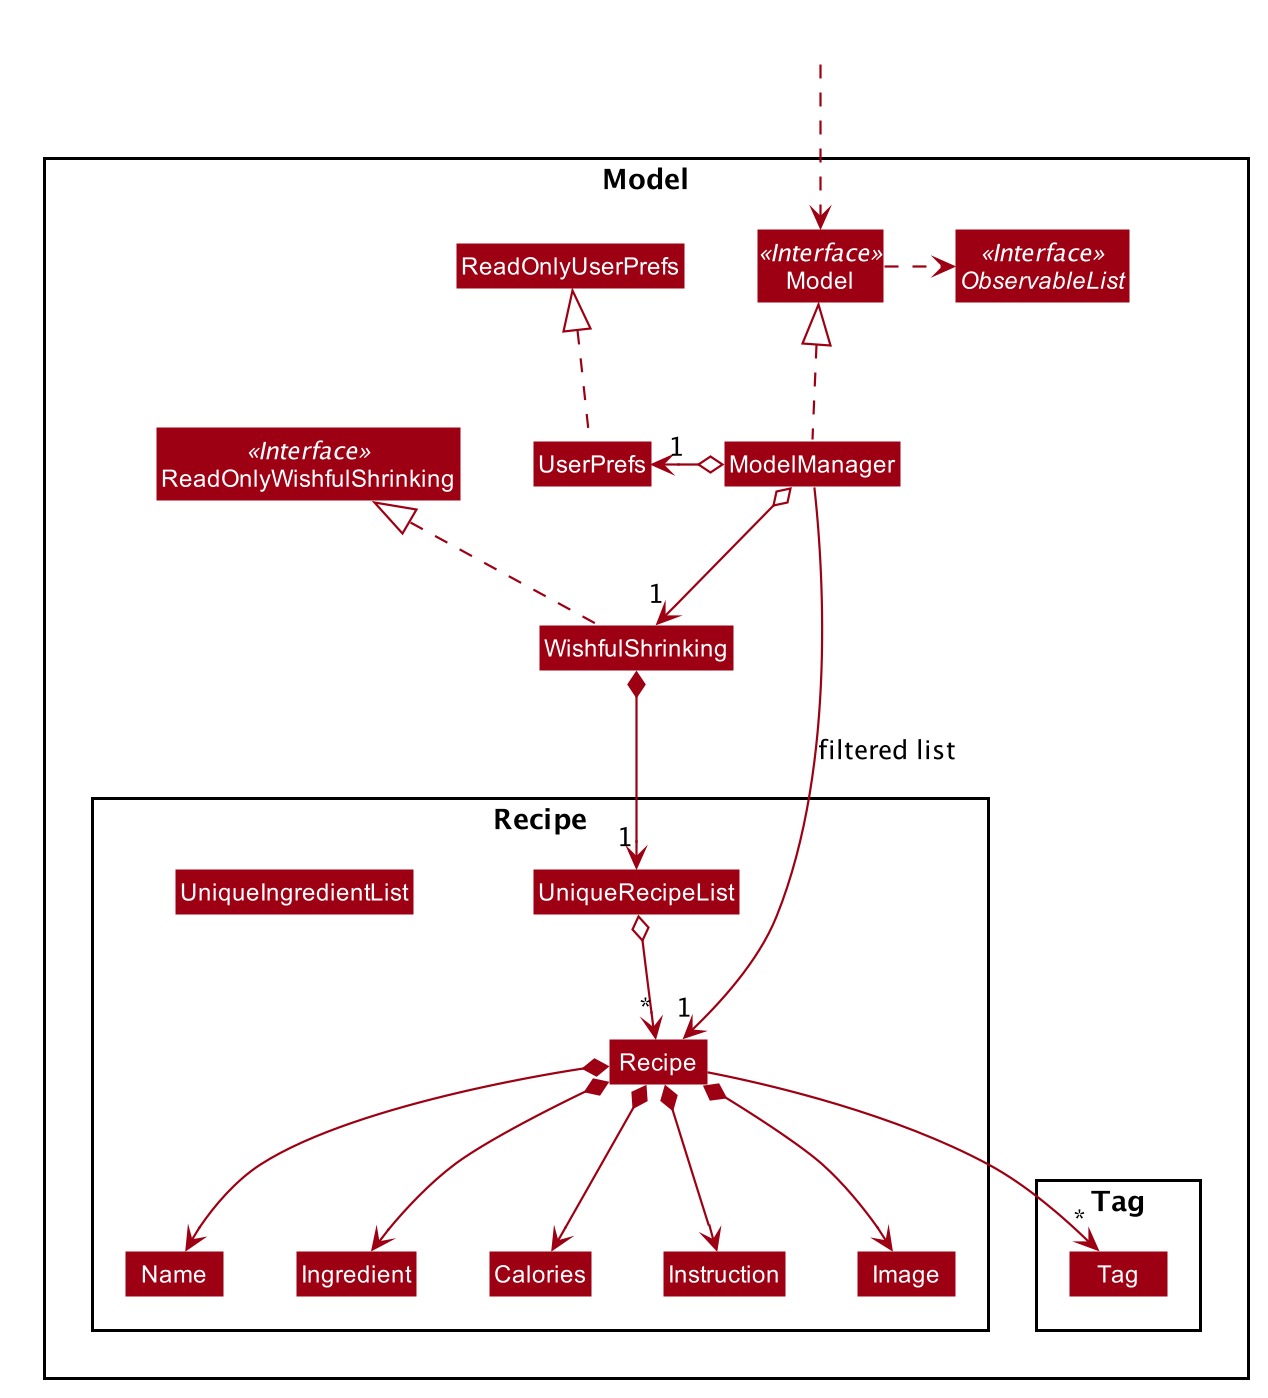 Model
«Interface»
Model
«Interface»
ObservableList
ReadOnlyUserPrefs
«Interface»
ReadOnlyWishfulShrinking
UserPrefs
1
ModelManager
1
WishfulShrinking
filtered list
Recipe
1
UniqueIngredientList
UniqueRecipeList
*
1
Recipe
Tag
*
Name
Ingredient
Calories
Instruction
Image
Tag